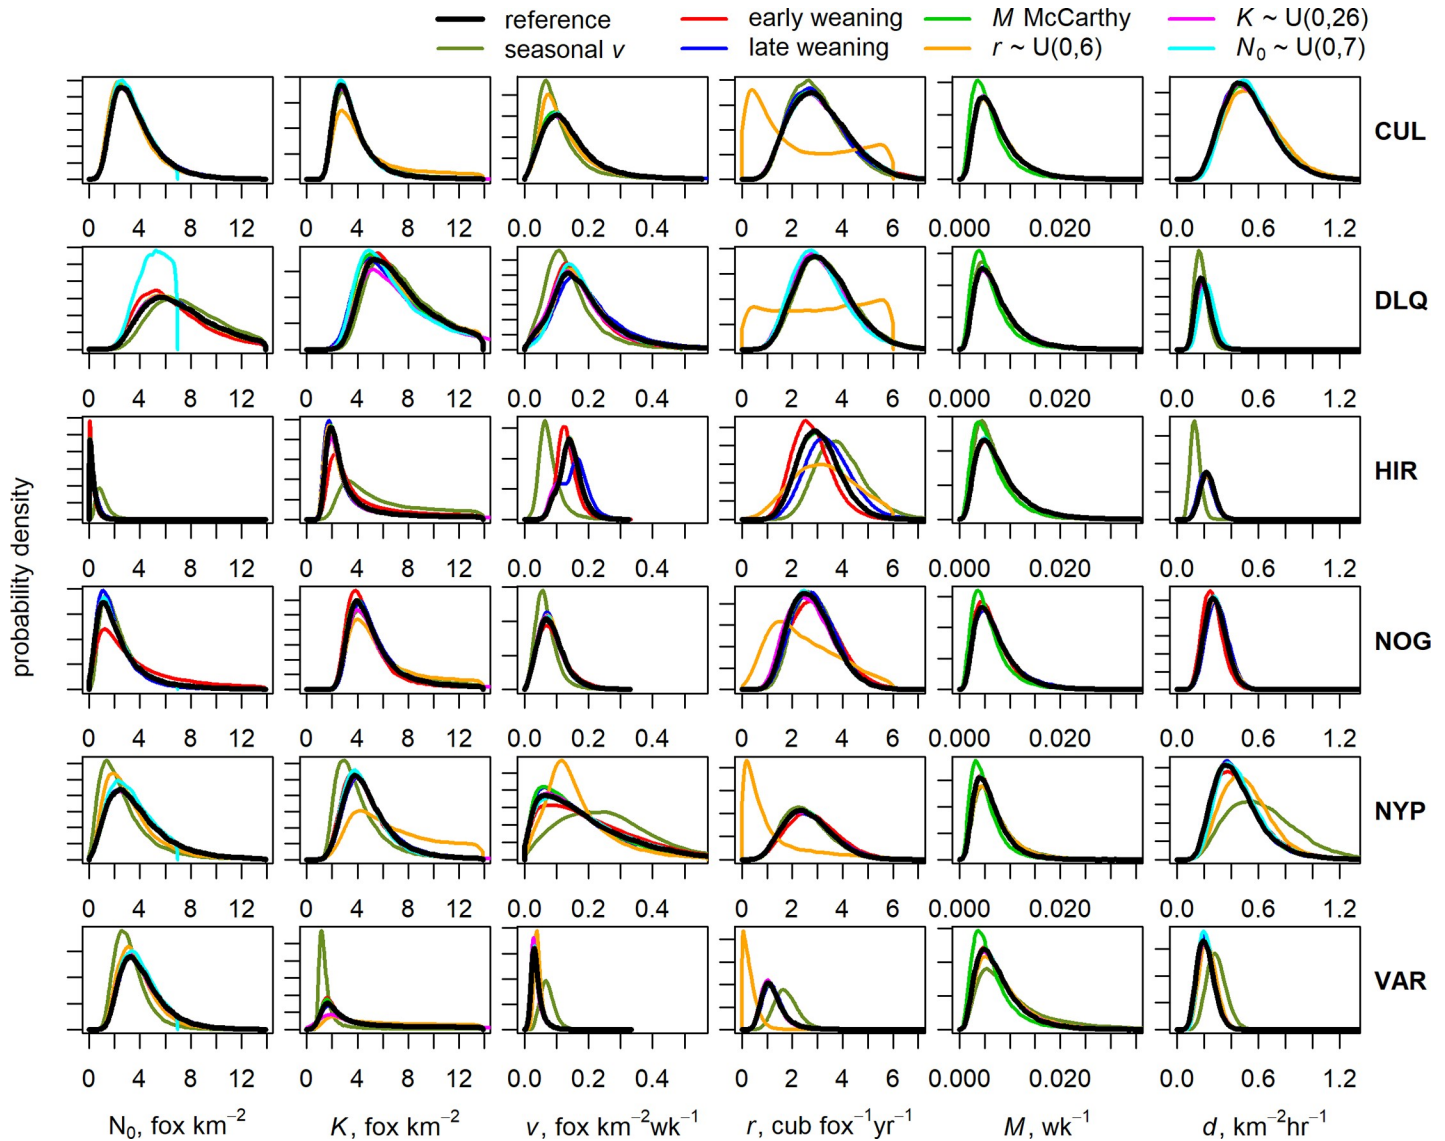 reference early weaning M McCarthy K ~ U(0,26)
seasonal v late weaning r ~ U(0,6) N₀ ~ U(0,7)
CUL
0 4 8 12 0 4 8 12 0.0 0.2 0.4 0 2 4 6 0.000 0.020 0.0 0.6 1.2
DLQ
0 4 8 12 0 4 8 12 0.0 0.2 0.4 0 2 4 6 0.000 0.020 0.0 0.6 1.2
HIR
0 4 8 12 0 4 8 12 0.0 0.2 0.4 0 2 4 6 0.000 0.020 0.0 0.6 1.2
probability density
NOG
0 4 8 12 0 4 8 12 0.0 0.2 0.4 0 2 4 6 0.000 0.020 0.0 0.6 1.2
NYP
0 4 8 12 0 4 8 12 0.0 0.2 0.4 0 2 4 6 0.000 0.020 0.0 0.6 1.2
VAR
0 4 8 12 0 4 8 12 0.0 0.2 0.4 0 2 4 6 0.000 0.020 0.0 0.6 1.2
N₀, fox km⁻² K, fox km⁻² v, fox km⁻²wk⁻¹ r, cub fox⁻¹yr⁻¹ M, wk⁻¹ d, km⁻²hr⁻¹